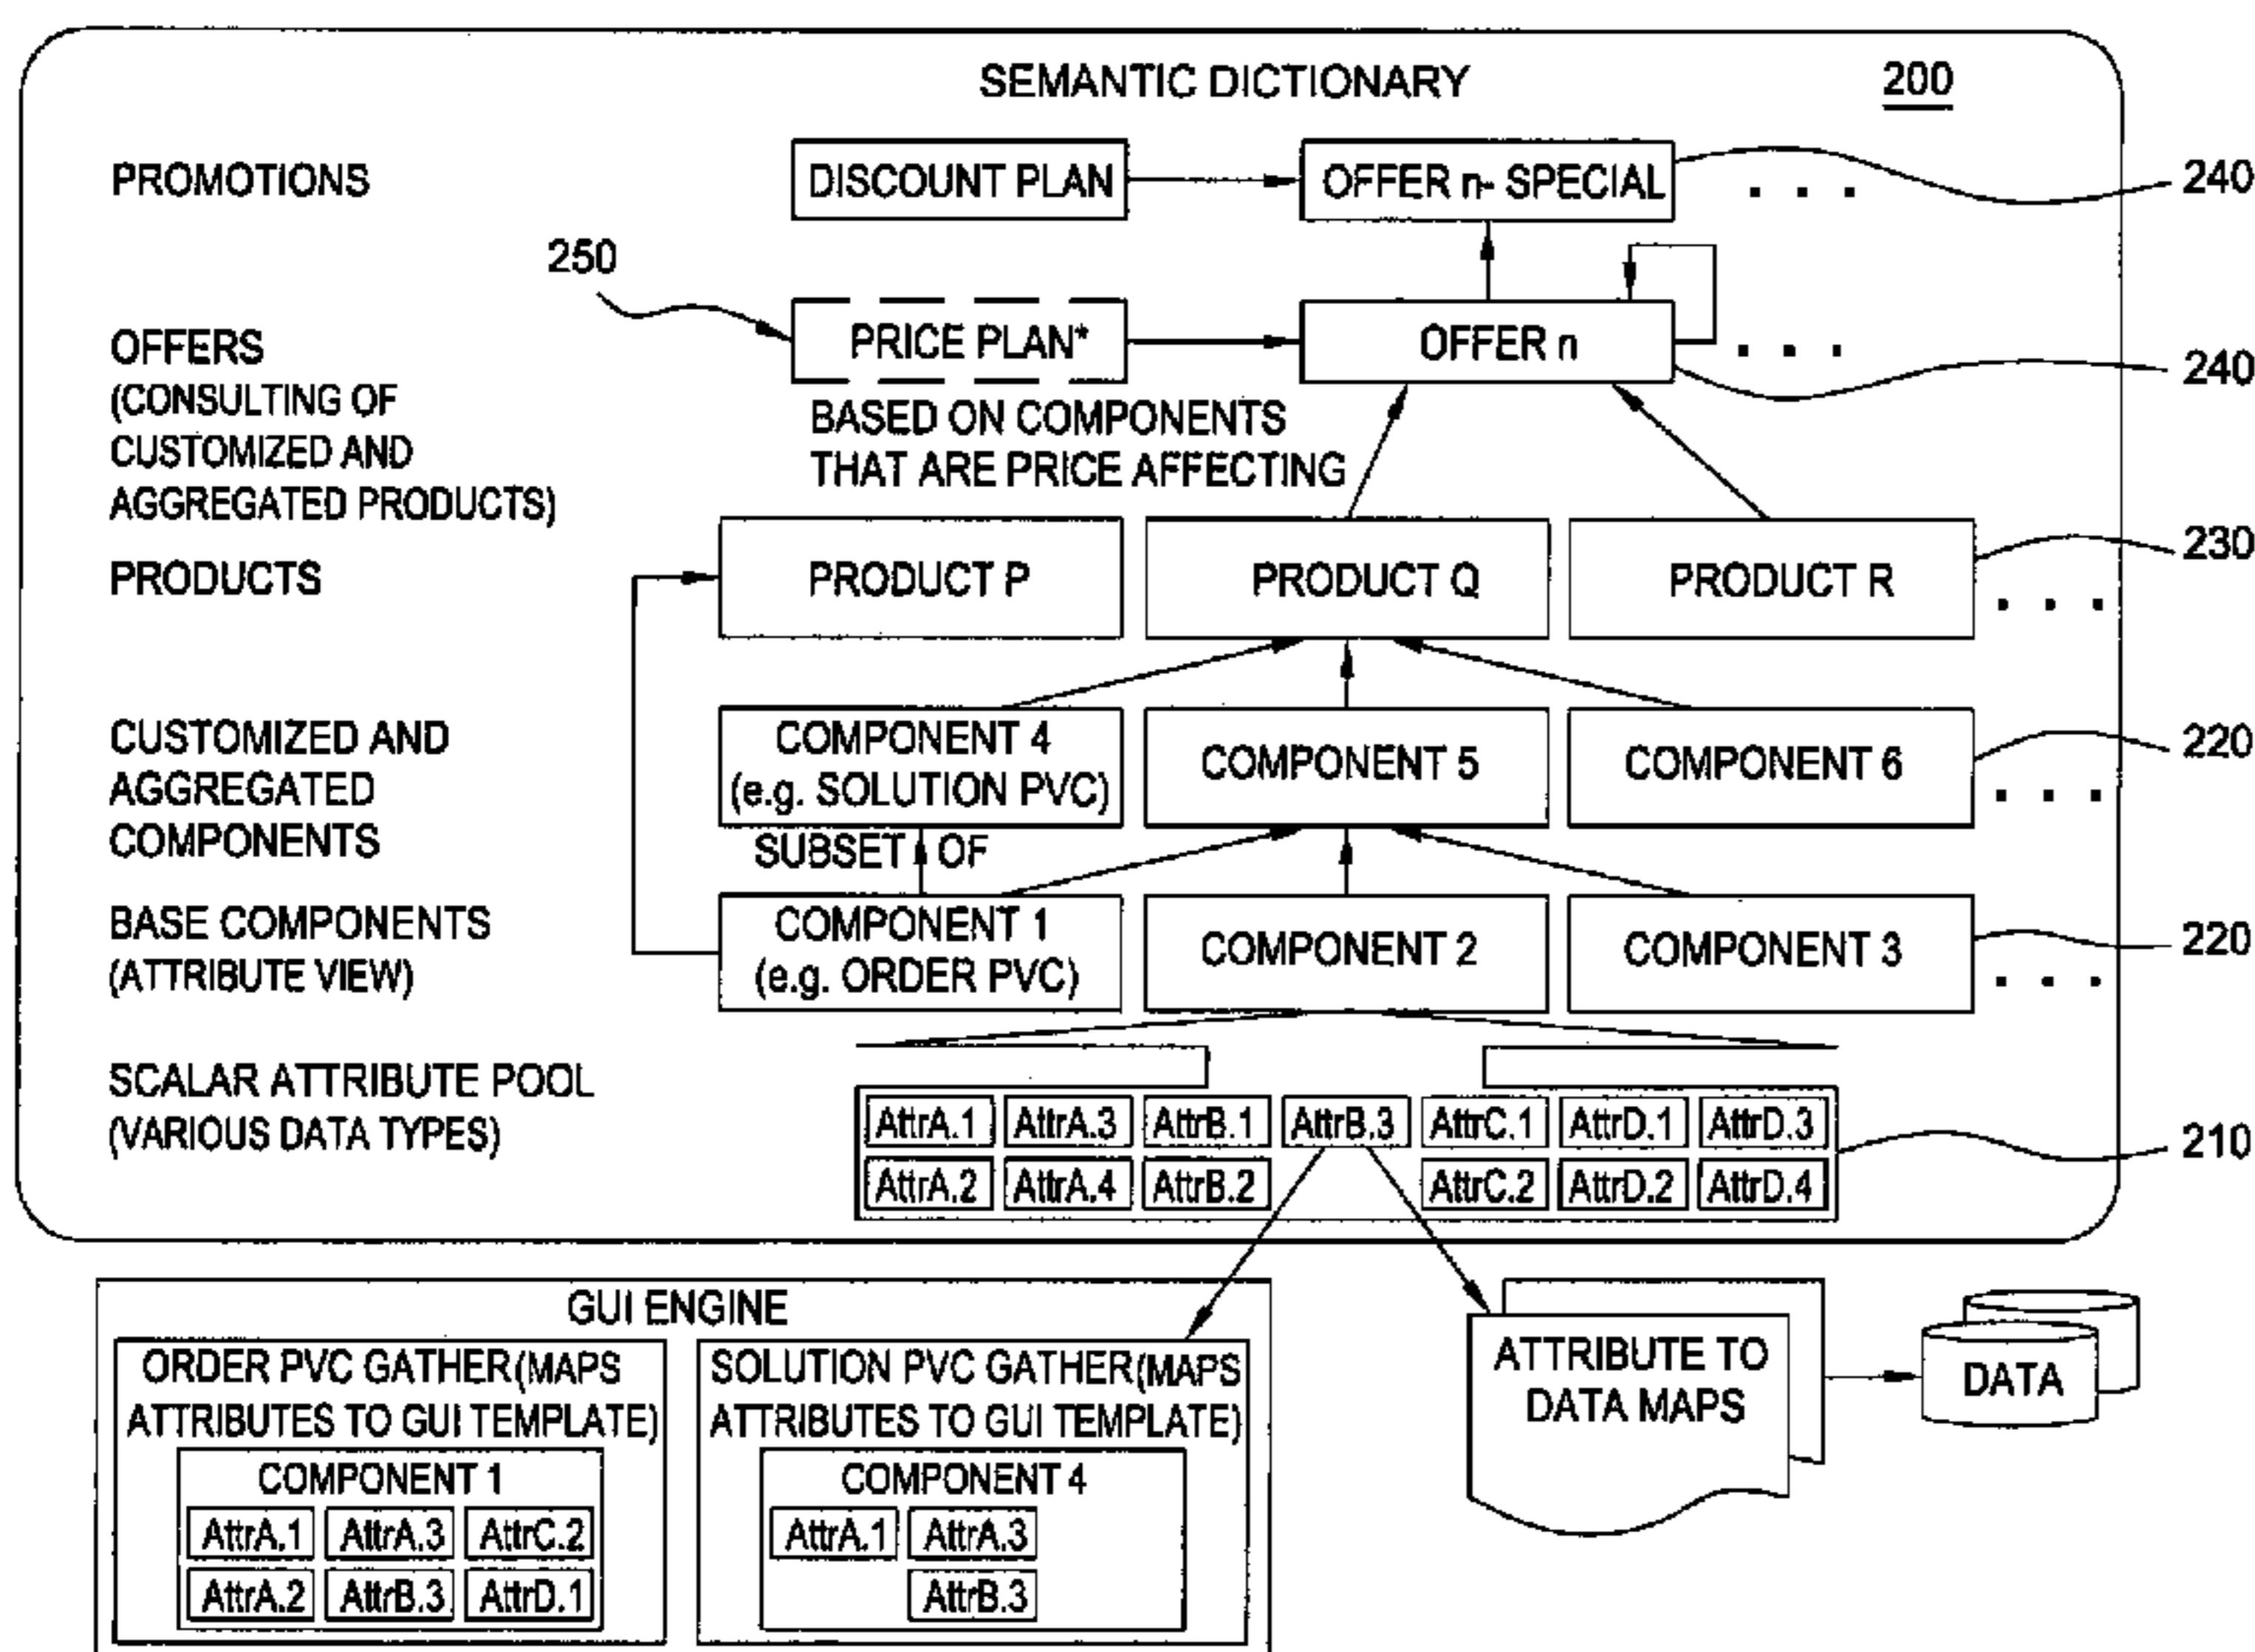 SEMANTIC DICTIONARY
200
PROMOTIONS
DISCOUNT PLAN
OFFER n- SPECIAL
. . .
240
250
OFFERS
(CONSULTING OF
CUSTOMIZED AND
AGGREGATED PRODUCTS)
PRICE PLAN*
OFFER n
. . .
240
BASED ON COMPONENTS
THAT ARE PRICE AFFECTING
PRODUCTS
PRODUCT P
PRODUCT Q
PRODUCT R
. . .
230
CUSTOMIZED AND
AGGREGATED
COMPONENTS
COMPONENT 4
(e.g. SOLUTION PVC)
COMPONENT 5
COMPONENT 6
. . .
220
SUBSET OF
BASE COMPONENTS
(ATTRIBUTE VIEW)
COMPONENT 1
(e.g. ORDER PVC)
COMPONENT 2
COMPONENT 3
. . .
220
SCALAR ATTRIBUTE POOL
(VARIOUS DATA TYPES)
AttrA.1 AttrA.3 AttrB.1 AttrB.3 AttrC.1 AttrD.1 AttrD.3
AttrA.2 AttrA.4 AttrB.2 AttrC.2 AttrD.2 AttrD.4
210
GUI ENGINE
ORDER PVC GATHER(MAPS
ATTRIBUTES TO GUI TEMPLATE)
COMPONENT 1
AttrA.1 AttrA.3 AttrC.2
AttrA.2 AttrB.3 AttrD.1
SOLUTION PVC GATHER(MAPS
ATTRIBUTES TO GUI TEMPLATE)
COMPONENT 4
AttrA.1 AttrA.3
AttrB.3
ATTRIBUTE TO
DATA MAPS
DATA